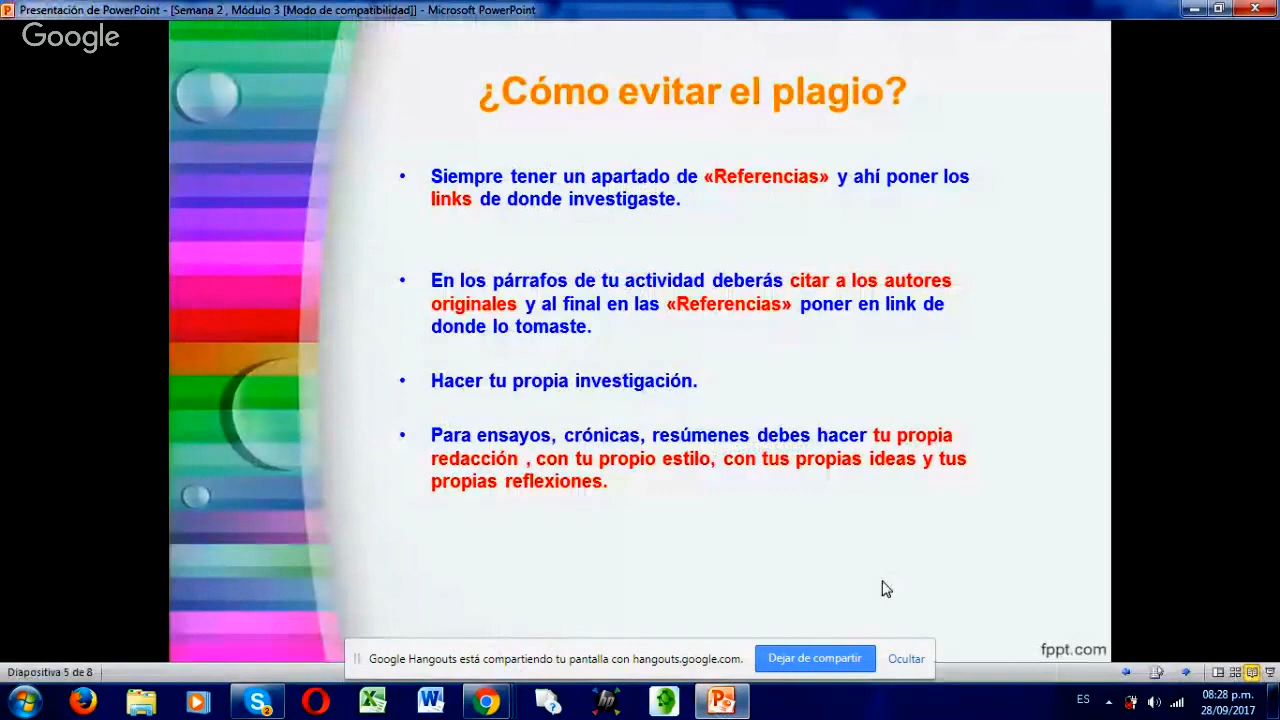 Presentación de PowerPoint - [Semana 2 , Módulo 3 [Modo de compatibilidad]] - Microsoft PowerPoint
Google
¿Cómo evitar el plagio?
• Siempre tener un apartado de «Referencias» y ahí poner los
links de donde investigaste.
• En los párrafos de tu actividad deberás citar a los autores
originales y al final en las «Referencias» poner en link de
donde lo tomaste.
• Hacer tu propia investigación.
• Para ensayos, crónicas, resúmenes debes hacer tu propia
redacción , con tu propio estilo, con tus propias ideas y tus
propias reflexiones.
fppt.com
Google Hangouts está compartiendo tu pantalla con hangouts.google.com. Dejar de compartir Ocultar
Diapositiva 5 de 8
ES
08:28 p.m.
28/09/2017